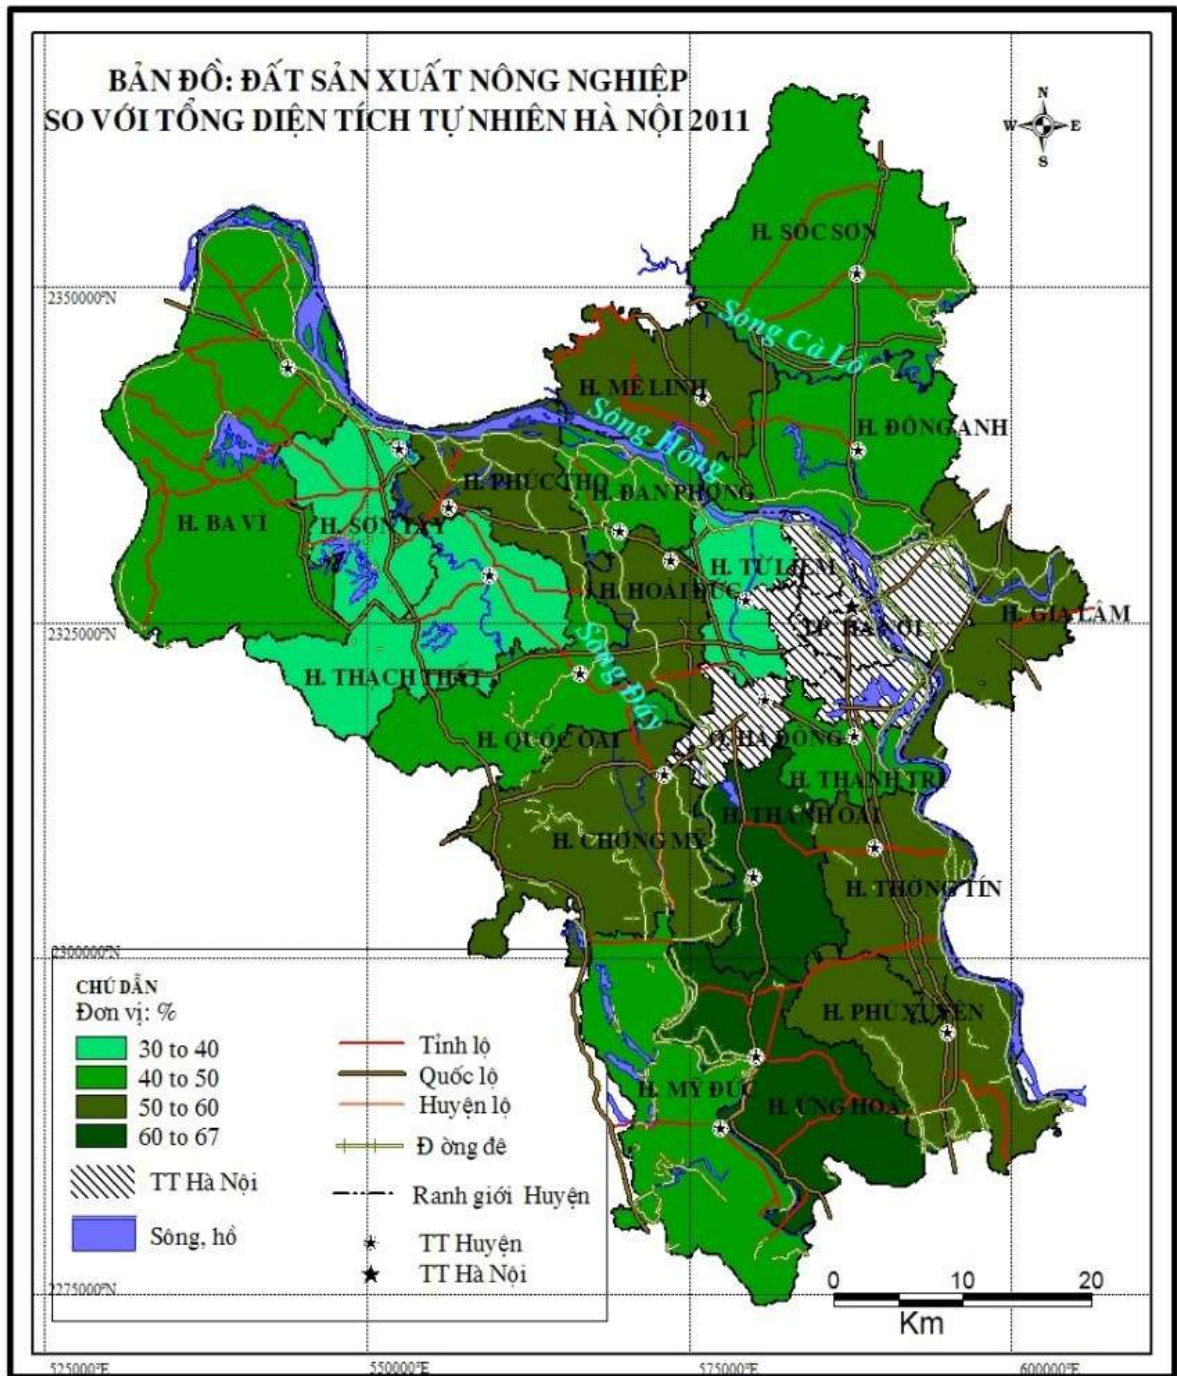 BẢN ĐỒ: ĐẤT SẢN XUẤT NÔNG NGHIỆP
SO VỚI TỔNG DIỆN TÍCH TỰ NHIÊN HÀ NỘI 2011
N
W E
S
H. SÓC SƠN
2350000°N
Sông Cà Lồ
H. MÊ LINH
Sông Hồng
H. ĐÔNG ANH
H. PHÚC THỌ
H. ĐAN PHỌNG
H. BA VÌ
H. SƠN TÂY
H. TỪ LIÊM
H. HOÀI ĐỨC
H. GIA LÂM
TP. HÀ NỘI
2325000°N
Sông Đáy
H. THẠCH THẤT
H. QUỐC OAI
Q. HÀ ĐÔNG
H. THANH TRÌ
H. THANH OAI
H. CHƠNG MỸ
H. THỜNG TÍN
2300000°N
CHÚ DẪN
Đơn vị: %
30 to 40
40 to 50
50 to 60
60 to 67
TT Hà Nội
Sông, hồ
Tỉnh lộ
Quốc lộ
Huyện lộ
Đ ờng đê
Ranh giới Huyện
TT Huyện
TT Hà Nội
H. PHÚ XUYÊN
H. MỸ ĐỨC
H. ỨNG HOÀ
2275000°N
0 10 20
Km
525000°E 550000°E 575000°E 600000°E